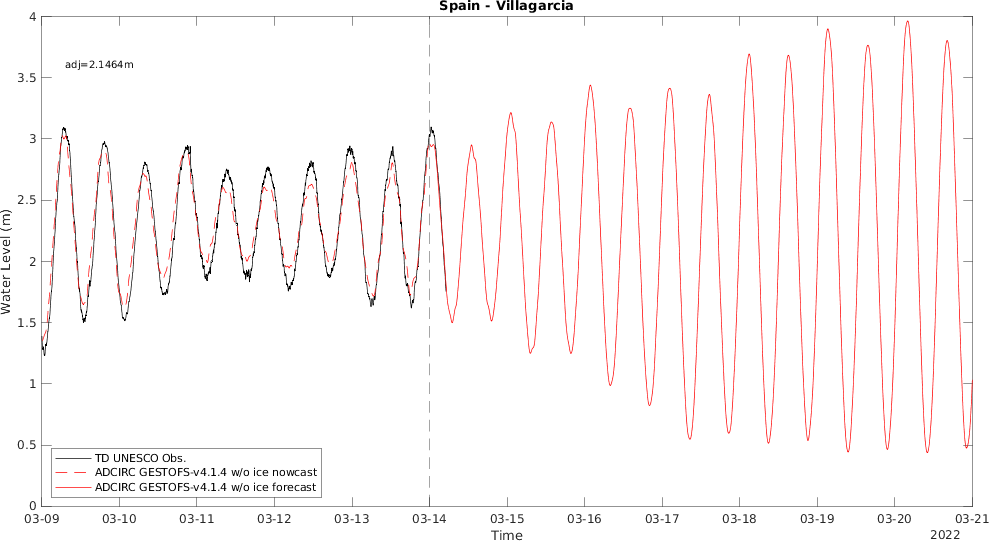 Spain - Villagarcia
4
3.5
3
2.5
2
1.5
1
0.5
0
Water Level (m)
adj=2.1464m
TD UNESCO Obs.
ADCIRC GESTOFS-v4.1.4 w/o ice nowcast
ADCIRC GESTOFS-v4.1.4 w/o ice forecast
03-09 03-10 03-11 03-12 03-13 03-14 03-15 03-16 03-17 03-18 03-19 03-20 03-21
Time
2022